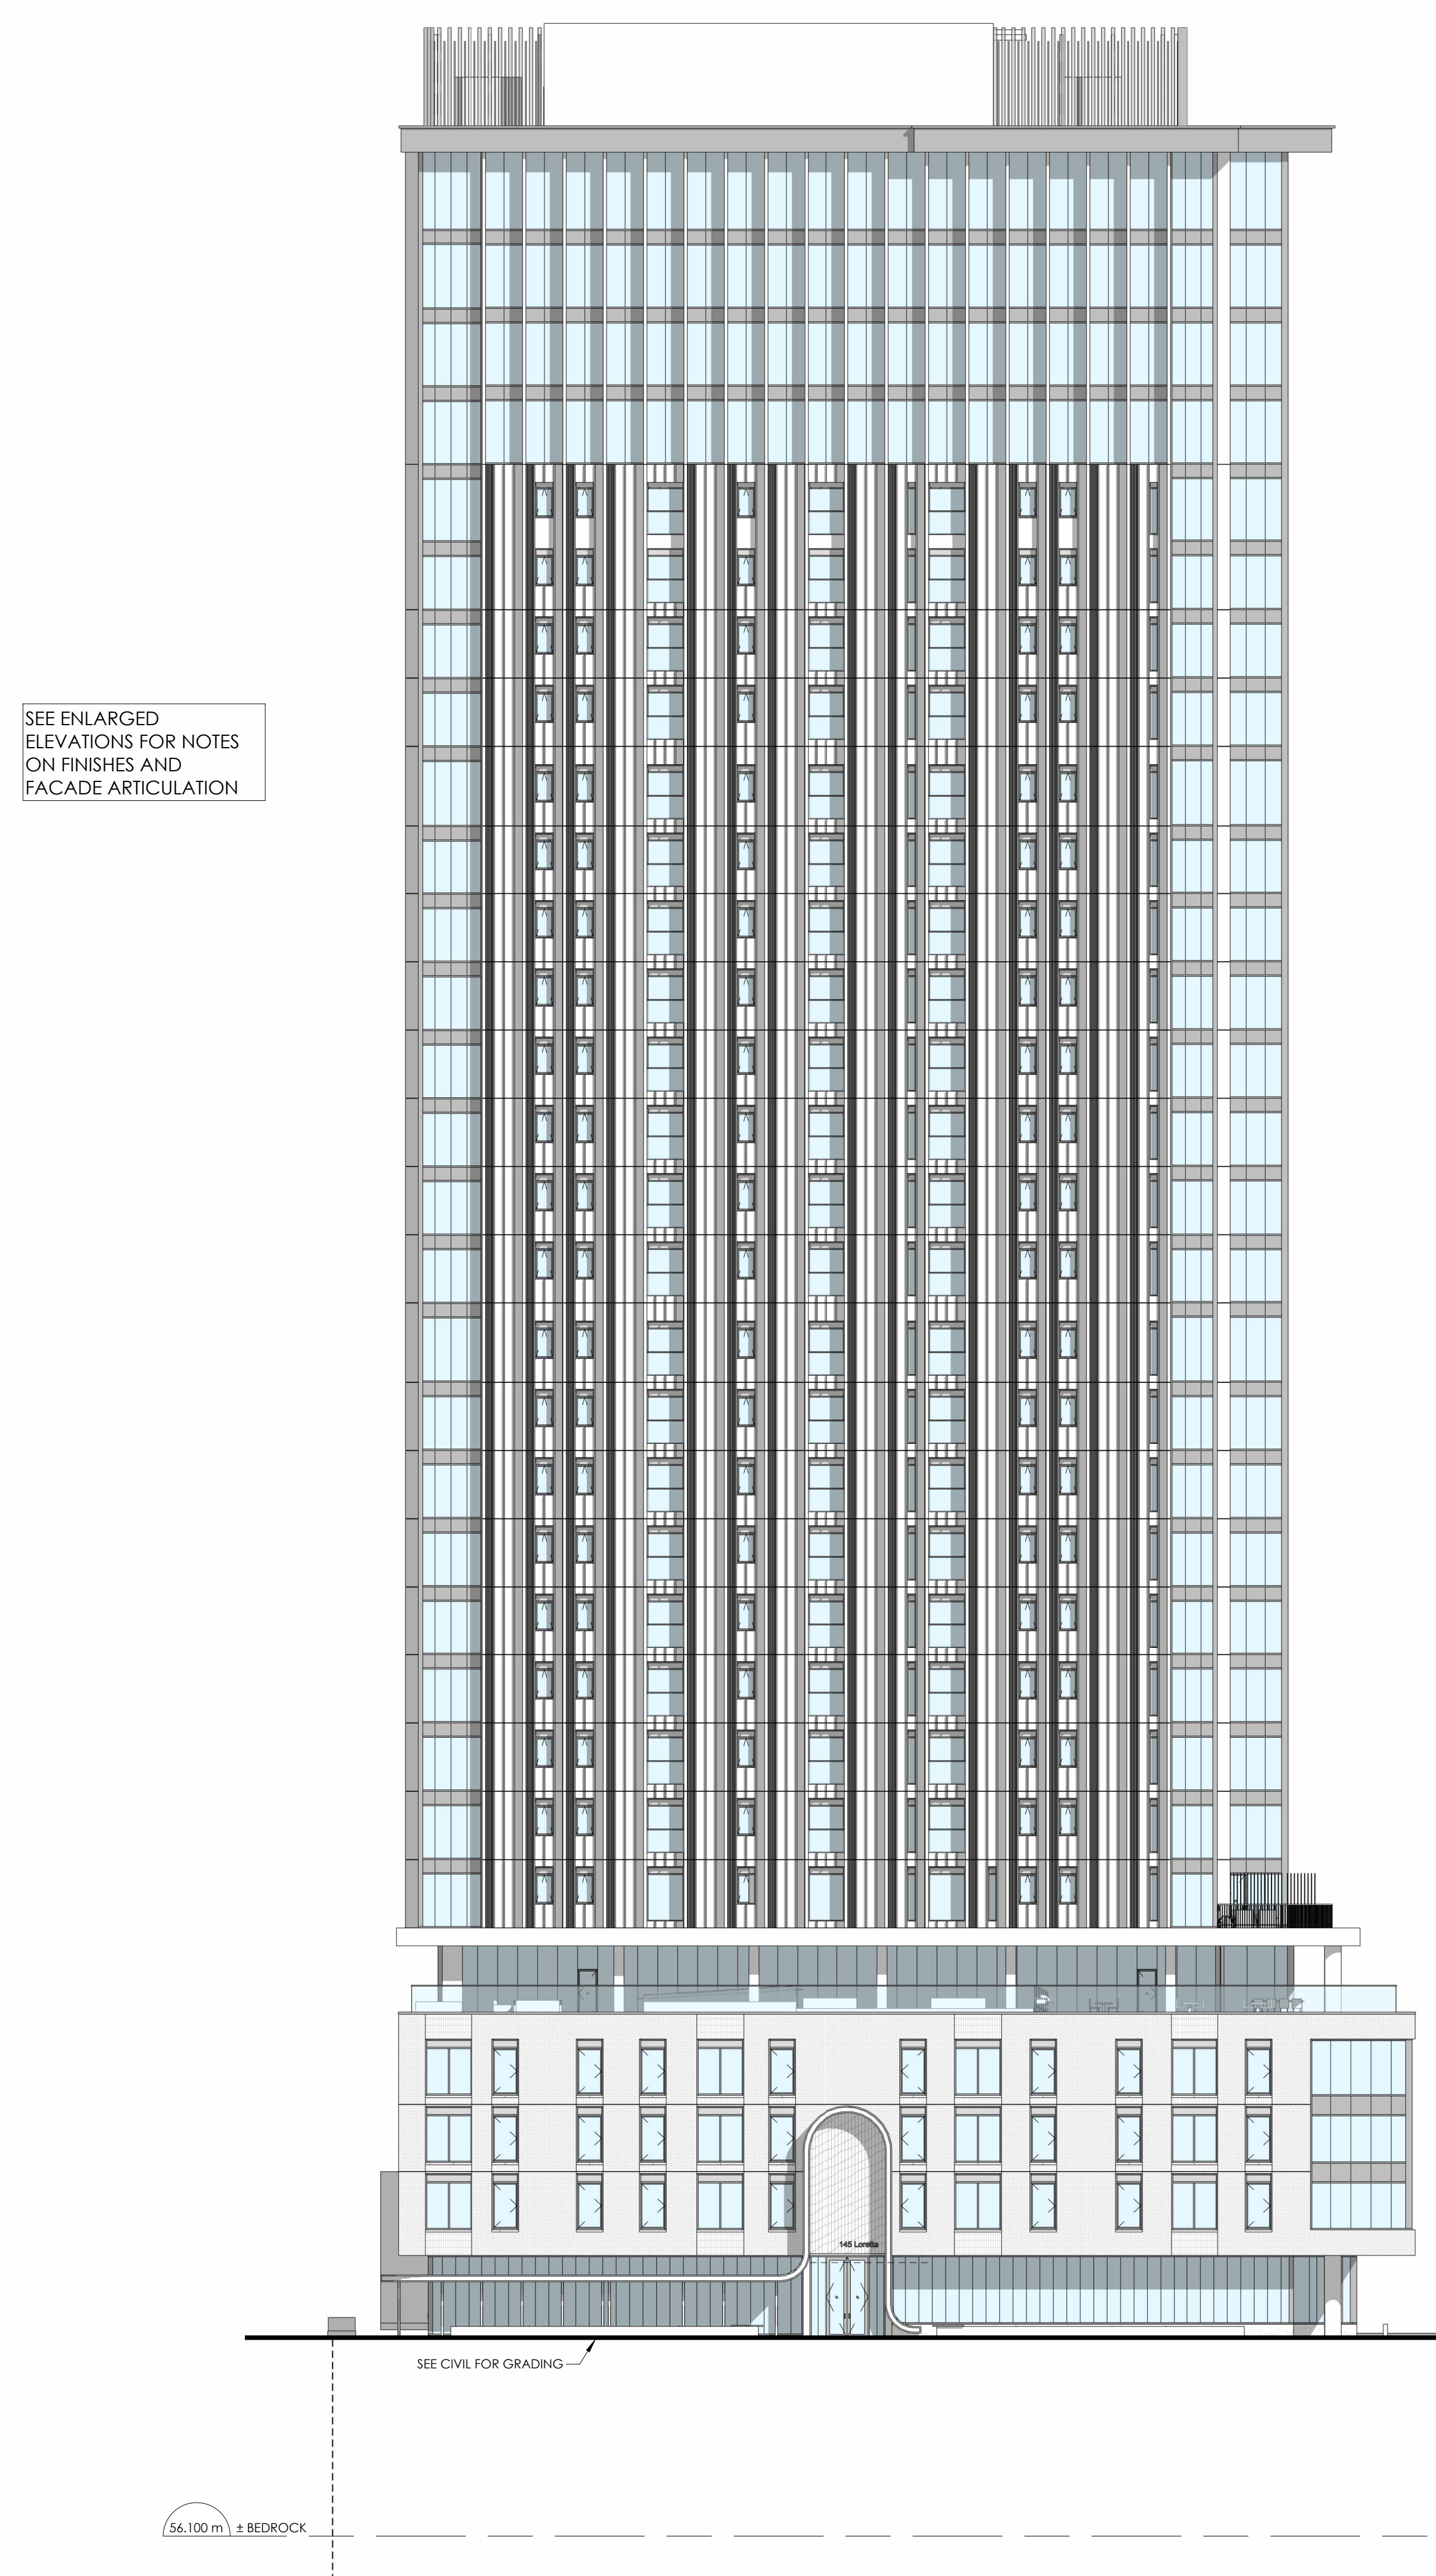 SEE ENLARGED
ELEVATIONS FOR NOTES
ON FINISHES AND
FACADE ARTICULATION
145 Loretta
SEE CIVIL FOR GRADING
56.100 m ± BEDROCK